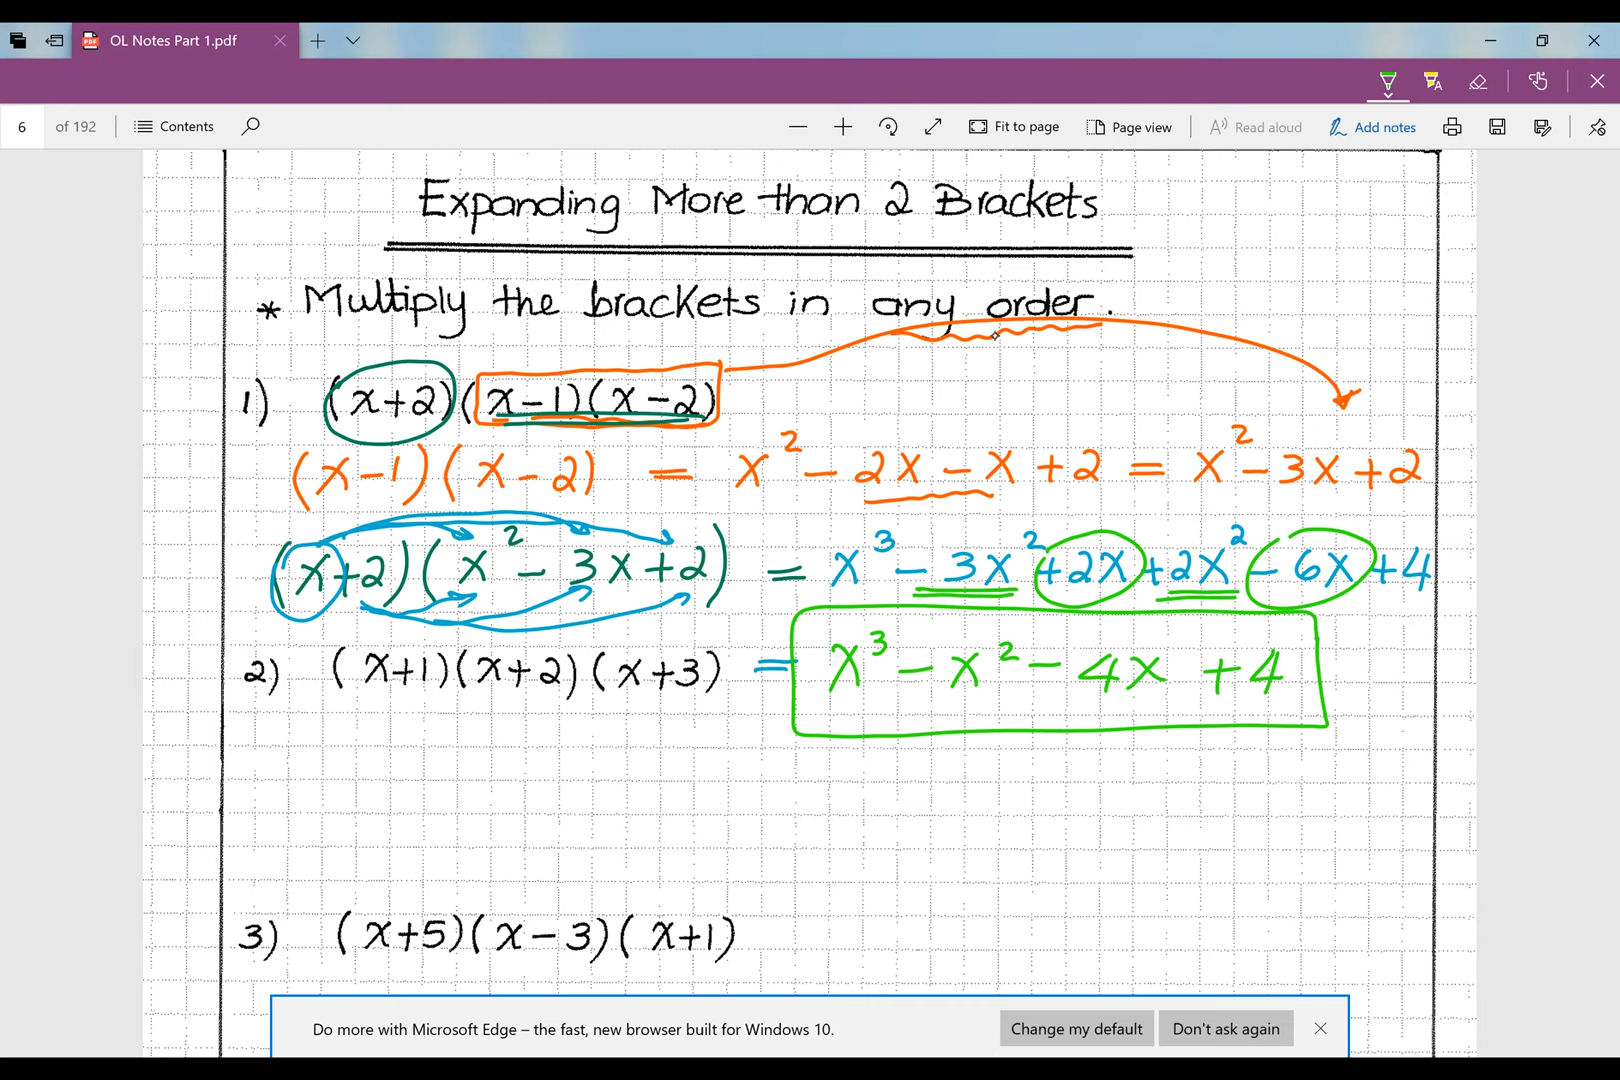 OL Notes Part 1.pdf
6 of 192 Contents Fit to page Page view Read aloud Add notes
Expanding More than 2 Brackets
* Multiply the brackets in any order.
1) (x+2)(x-1)(x-2)
(x-1)(x-2) = x² - 2x - x + 2 = x² - 3x + 2
(x+2)(x² - 3x + 2) = x³ - 3x² + 2x + 2x² - 6x + 4
2) (x+1)(x+2)(x+3) = x³ - x² - 4x + 4
3) (x+5)(x-3)(x+1)
Do more with Microsoft Edge – the fast, new browser built for Windows 10. Change my default Don't ask again